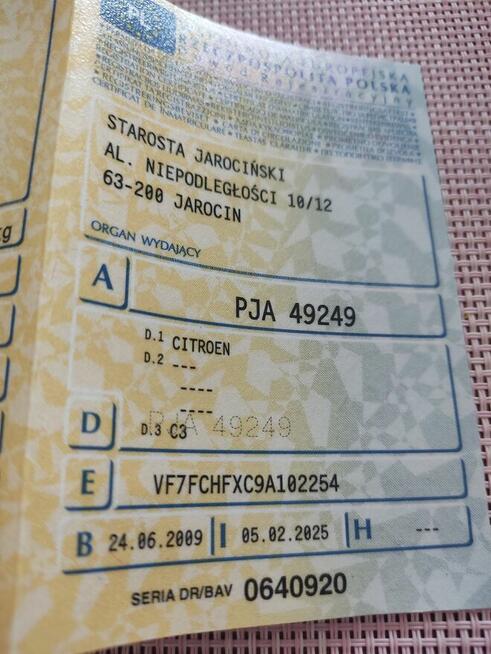 PL
RZECZPOSPOLITA POLSKA
STAROSTA JAROCIŃSKI
AL. NIEPODLEGŁOŚCI 10/12
63-200 JAROCIN
ORGAN WYDAJĄCY
A PJA 49249
D.1 CITROEN
D.2 ---
----
----
PJA 49249
D D.3 C3
E VF7FCHFXC9A102254
B 24.06.2009 I 05.02.2025 H ---
SERIA DR/BAV 0640920